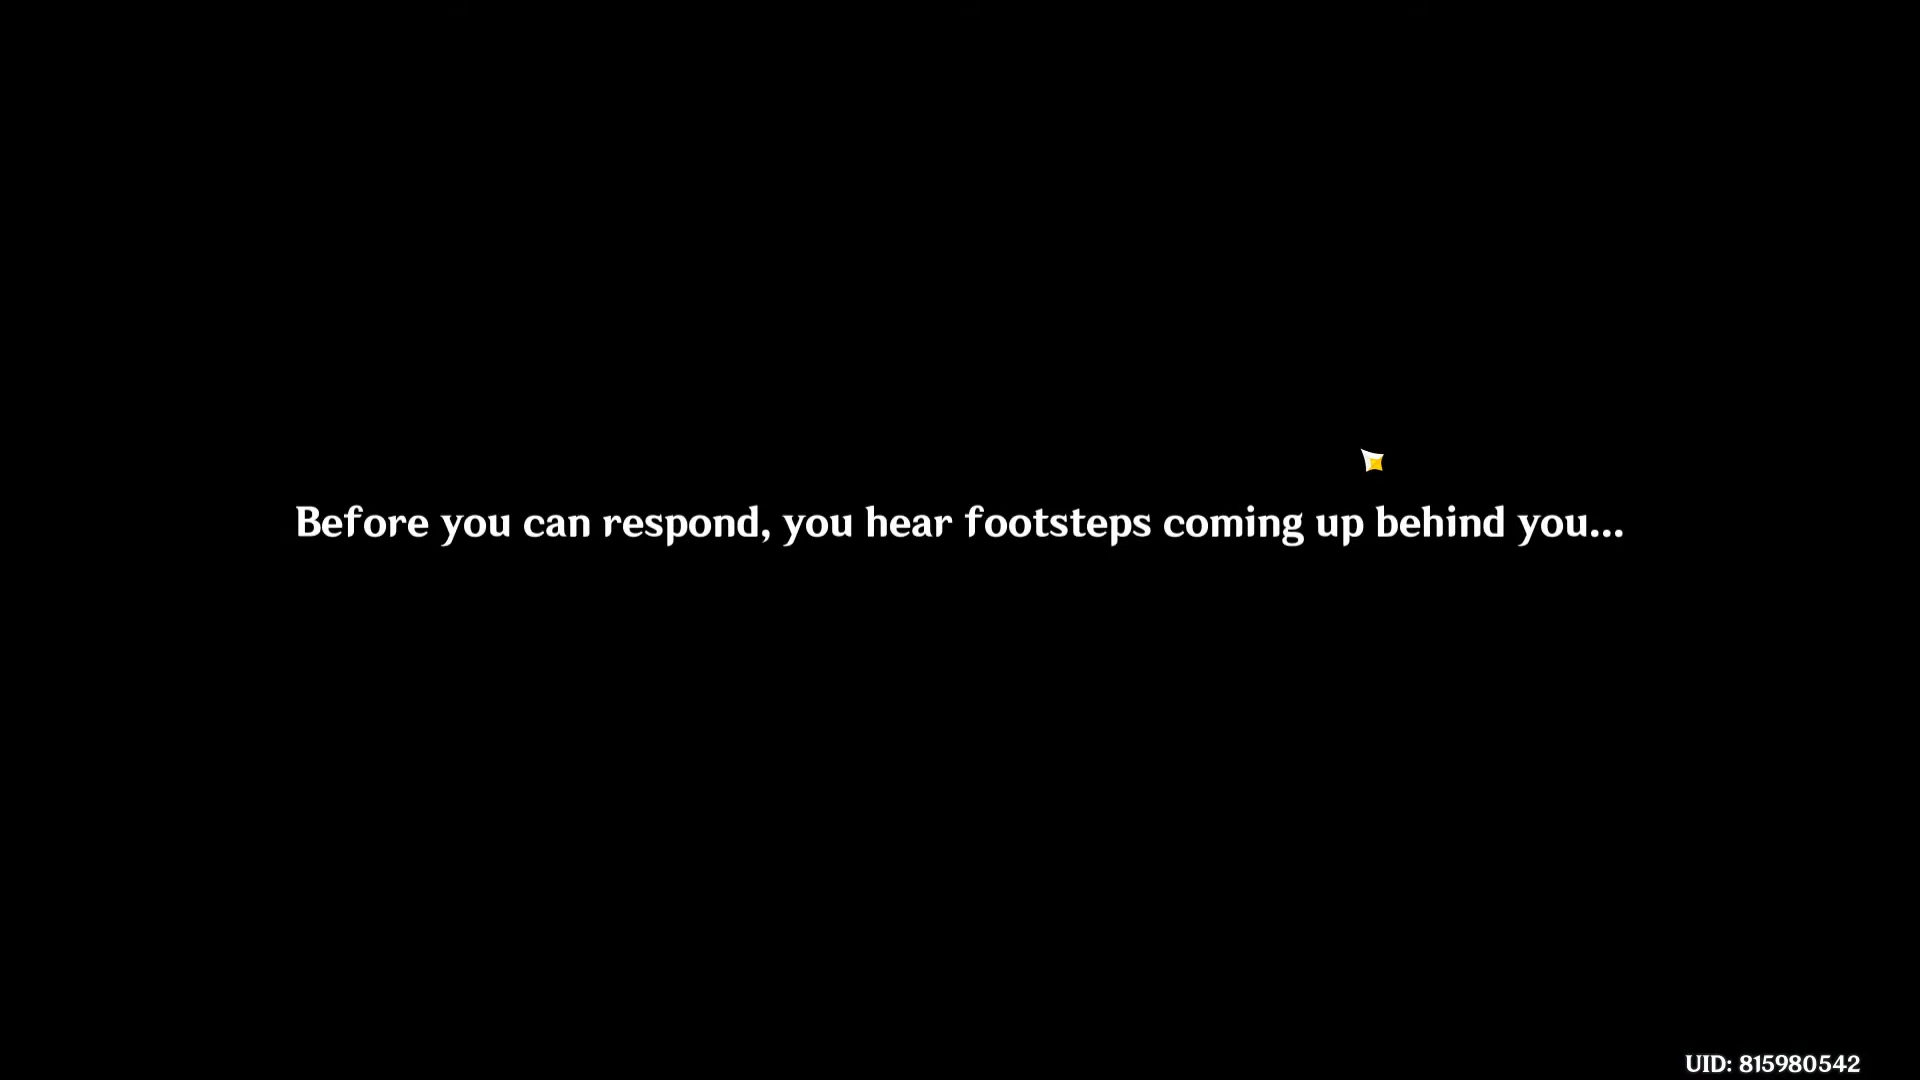 Before you can respond, you hear footsteps coming up behind you...
UID: 815980542